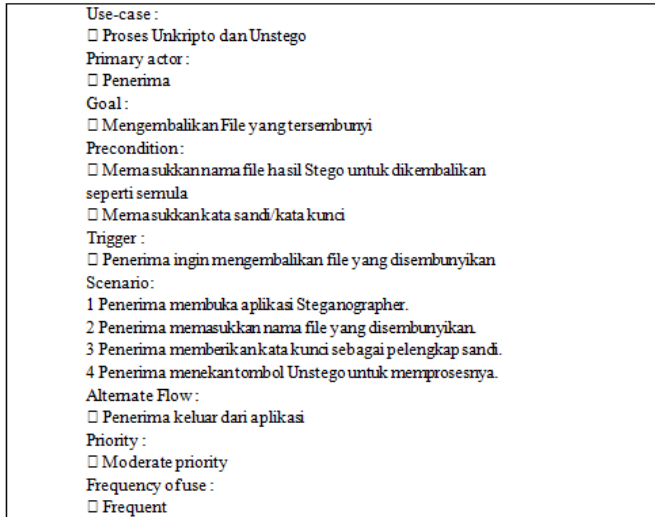 Use-case :
□ Proses Unkripto dan Unstego
Primary actor :
□ Penerima
Goal :
□ Mengembalikan File yang tersembunyi
Precondition :
□ Memasukkan nama file hasil Stego untuk dikembalikan
seperti semula
□ Memasukkan kata sandi/kata kunci
Trigger :
□ Penerima ingin mengembalikan file yang disembunyikan
Scenario:
1 Penerima membuka aplikasi Steganographer.
2 Penerima memasukkan nama file yang disembunyikan.
3 Penerima memberikan kata kunci sebagai pelengkap sandi.
4 Penerima menekan tombol Unstego untuk memprosesnya.
Alternate Flow :
□ Penerima keluar dari aplikasi
Priority :
□ Moderate priority
Frequency of use :
□ Frequent